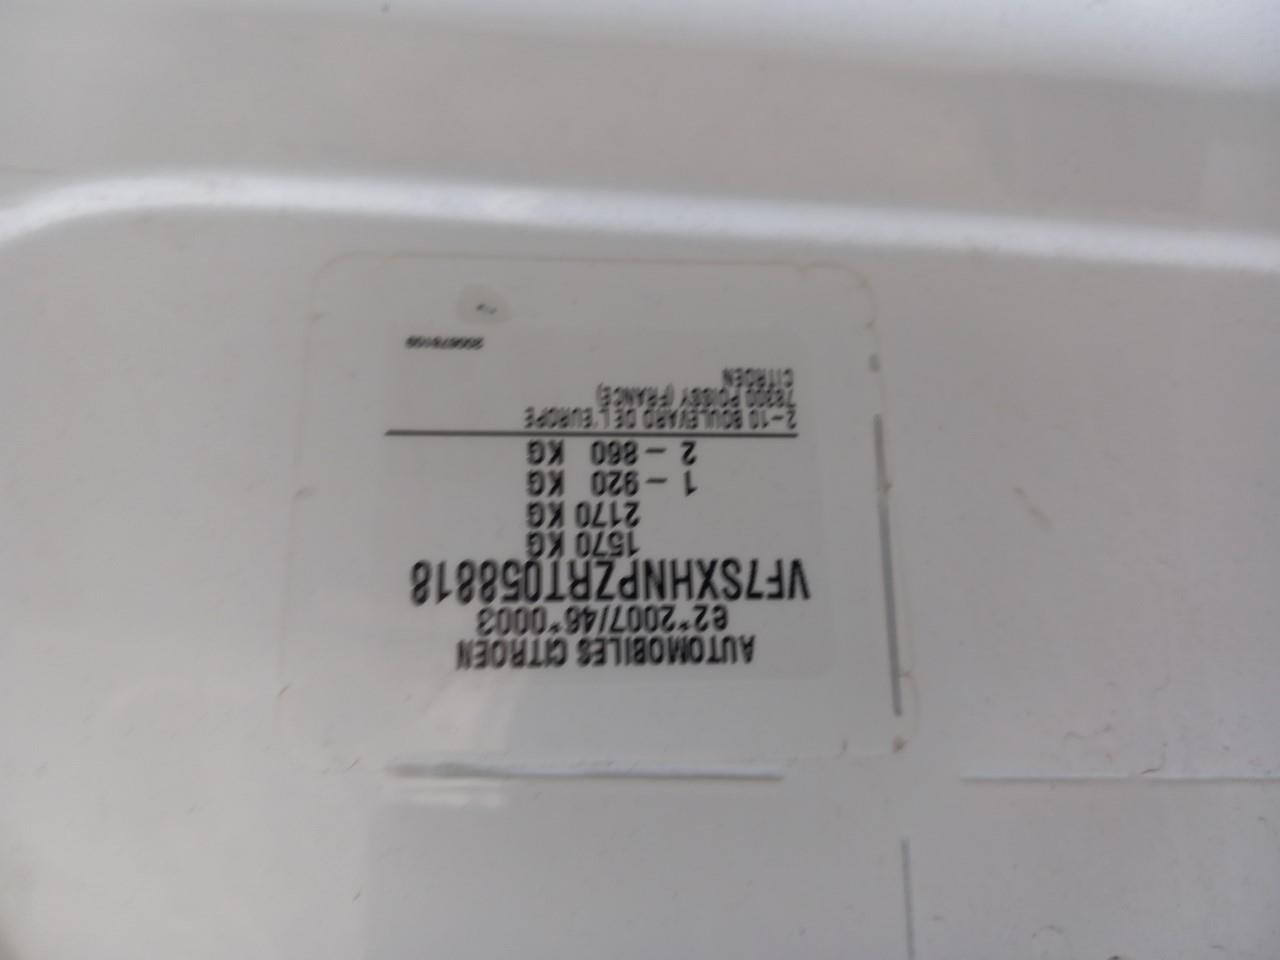 AUTOMOBILES CITROEN
e2*2007/46*0003
VF7SXHNPZRT058818
1570 KG
2170 KG
1 - 920 KG
2 - 860 KG
2-10 BOULEVARD DE L'EUROPE
78300 POISSY (FRANCE)
CITROEN